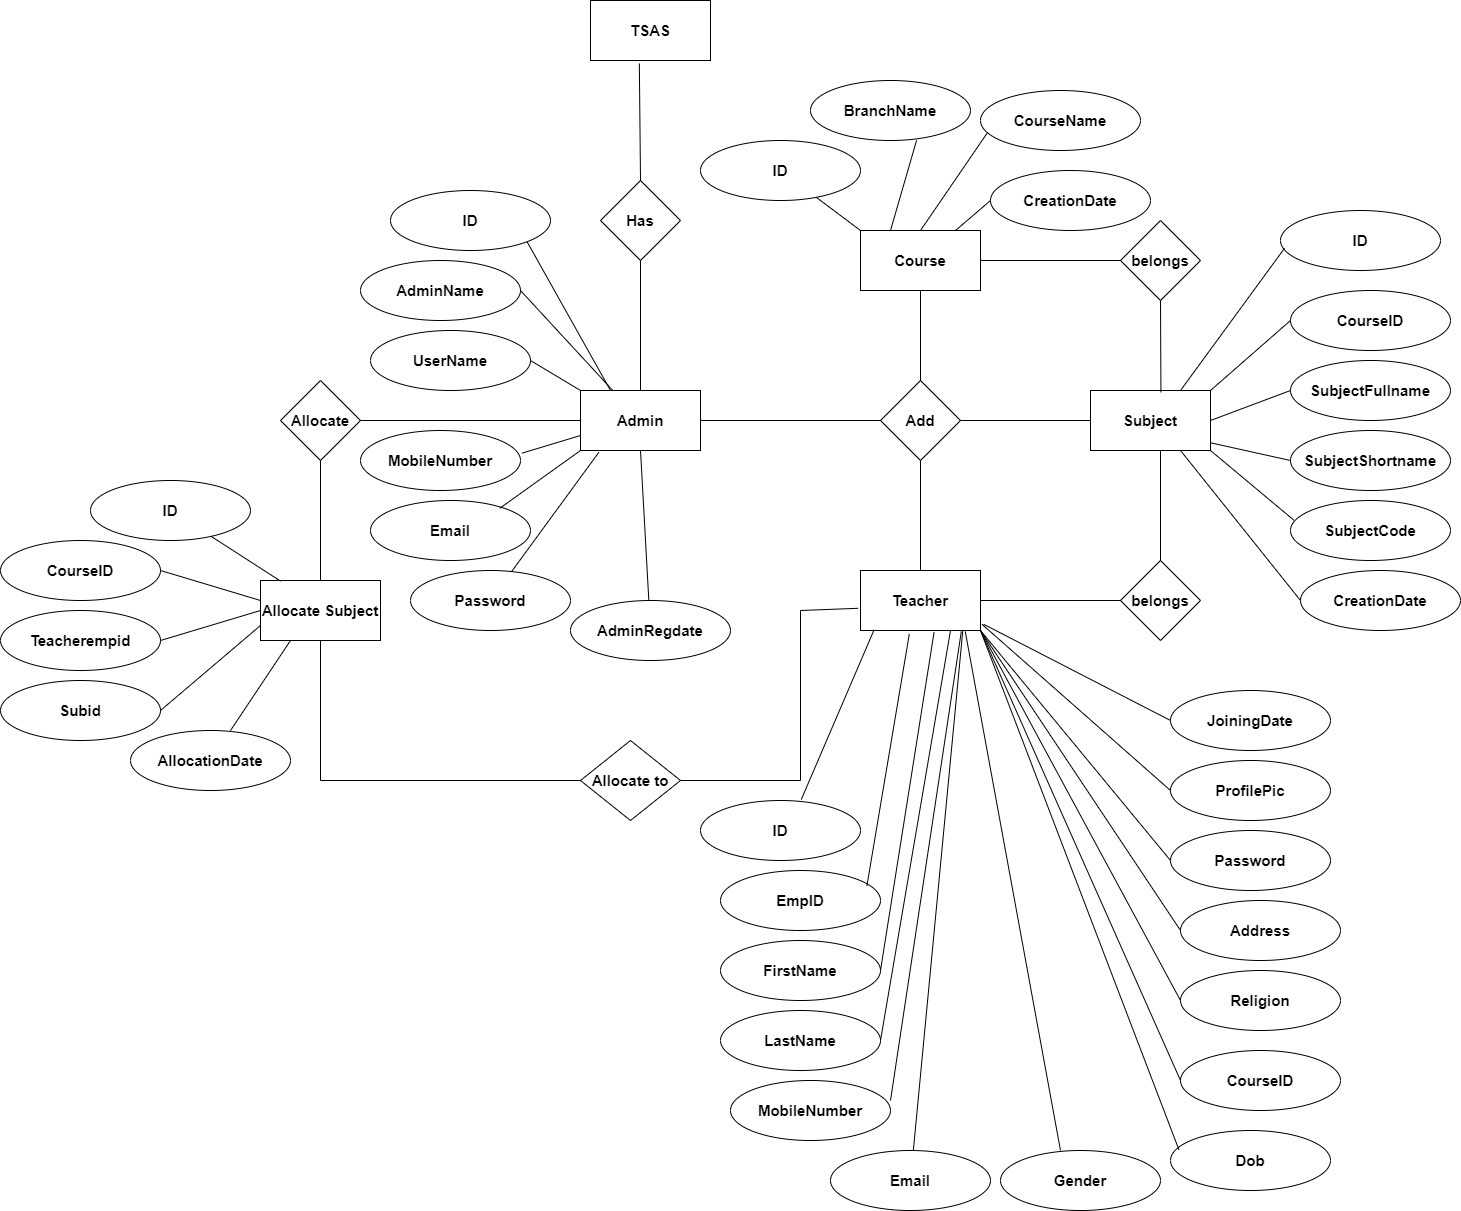 TSAS
BranchName
CourseName
ID
CreationDate
Has
ID
Course
belongs
ID
AdminName
CourseID
UserName
SubjectFullname
Allocate
Admin
Add
Subject
MobileNumber
SubjectShortname
ID
Email
SubjectCode
CourseID
Password
Teacher
belongs
CreationDate
Allocate Subject
AdminRegdate
Teacherempid
Subid
JoiningDate
AllocationDate
Allocate to
ProfilePic
ID
Password
EmpID
Address
FirstName
Religion
LastName
CourseID
MobileNumber
Dob
Email
Gender